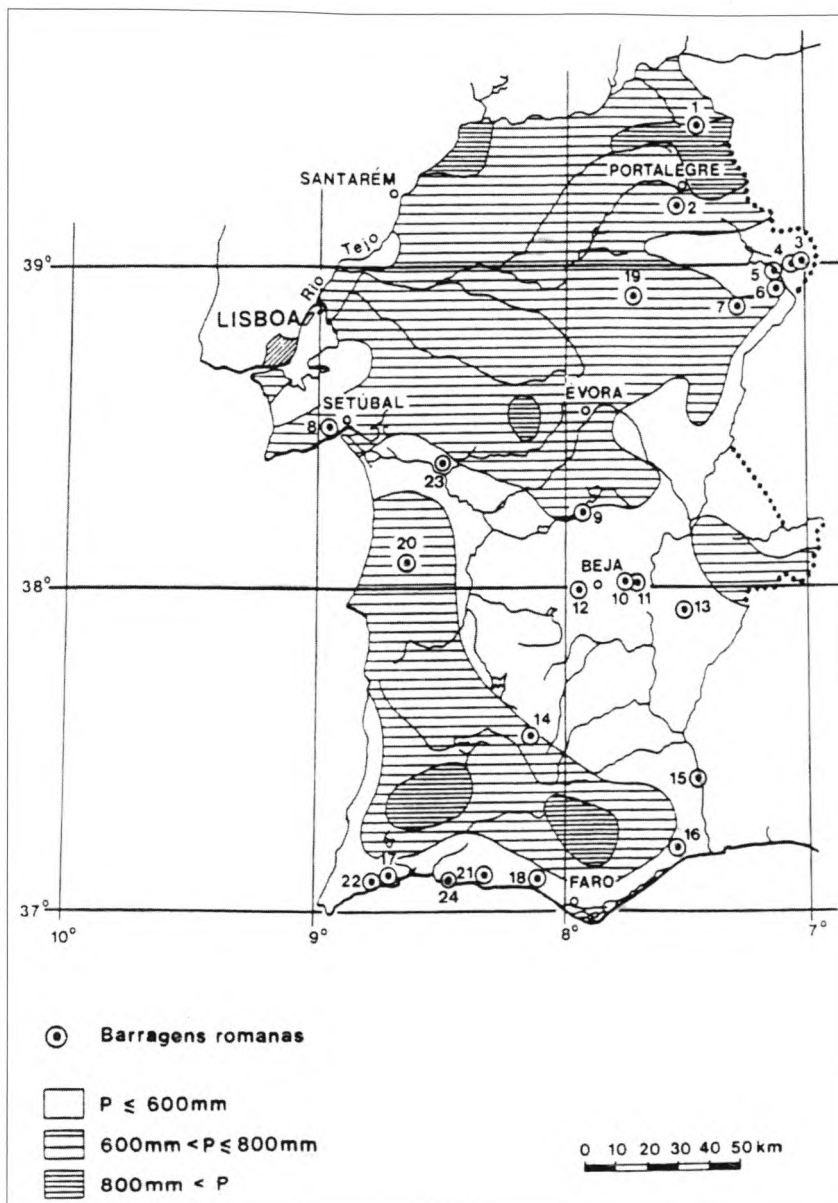 1
SANTARÉM
PORTALEGRE
2
Rio Tejo
39°
3
4
5
6
19
7
LISBOA
SETÚBAL
ÉVORA
8
23
9
20
BEJA
38°
12
10
11
13
14
15
16
17
22
24
21
18
FARO
37°
10°
9°
8°
7°
Barragens romanas
P ≤ 600mm
600mm < P ≤ 800mm
800mm < P
0 10 20 30 40 50 km